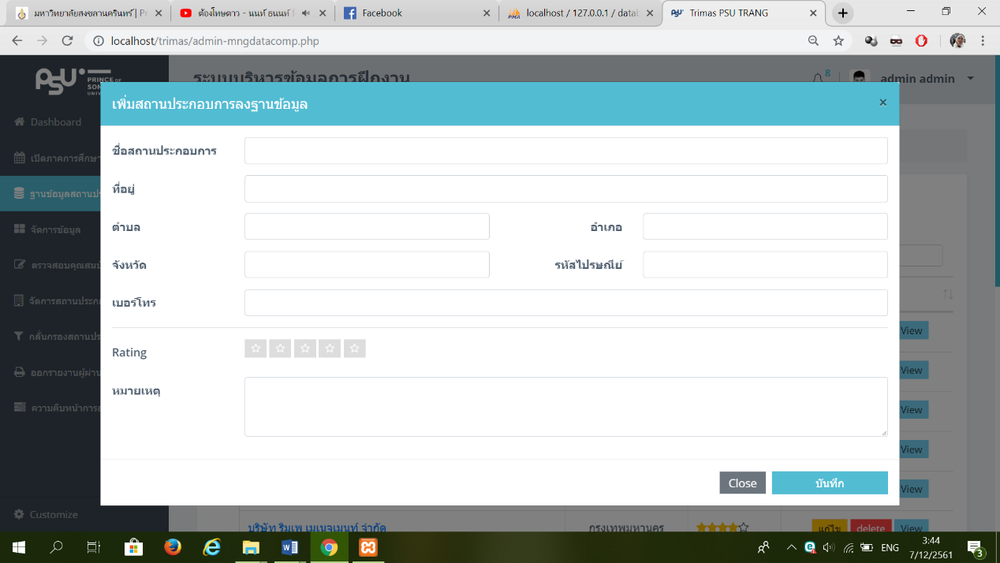 มหาวิทยาลัยสงขลานครินทร์ | Pr
ต้องโทษดาว - นนท์ ธนนท์
Facebook
localhost / 127.0.0.1 / datab
Trimas PSU TRANG
localhost/trimas/admin-mngdatacomp.php
PSU PRINCE OF
ระบบบริหารข้อมูลการฝึกงาน
8
admin admin
เพิ่มสถานประกอบการลงฐานข้อมูล
×
Dashboard
เปิดภาคการศึกษา
ฐานข้อมูลสถานประ
จัดการข้อมูล
ตรวจสอบคุณสมบั
จัดการสถานประกอ
กลั่นกรองสถานประ
ออกรายงานผู้ผ่าน
ความคืบหน้าการ
Customize
ชื่อสถานประกอบการ
ที่อยู่
ตำบล
อำเภอ
จังหวัด
รหัสไปรษณีย์
เบอร์โทร
Rating
หมายเหตุ
Close
บันทึก
View
View
View
View
View
บริษัท ริมเพ เมเนจเมนท์ จำกัด
กรุงเทพมหานคร
แก้ไข
delete
View
ENG
3:44
7/12/2561
3